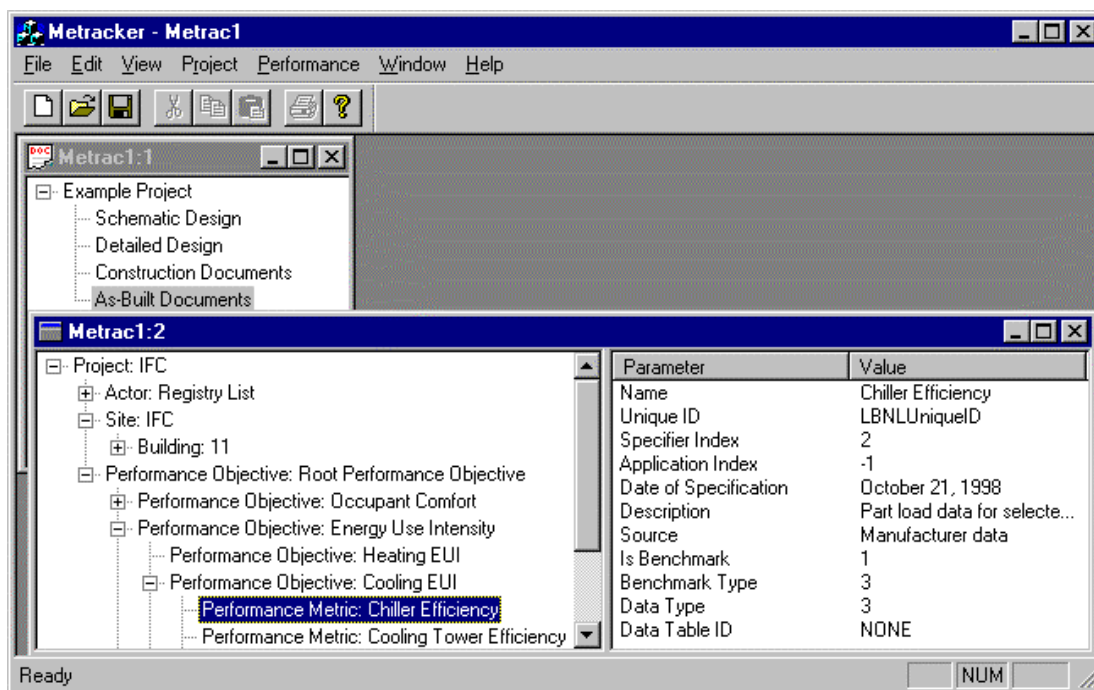 Metracker - Metrac1
File Edit View Project Performance Window Help
DOC
Metrac1:1
Example Project
Schematic Design
Detailed Design
Construction Documents
As-Built Documents
Metrac1:2
Project: IFC
Actor: Registry List
Site: IFC
Building: 11
Performance Objective: Root Performance Objective
Performance Objective: Occupant Comfort
Performance Objective: Energy Use Intensity
Performance Objective: Heating EUI
Performance Objective: Cooling EUI
Performance Metric: Chiller Efficiency
Performance Metric: Cooling Tower Efficiency
Parameter Value
Name Chiller Efficiency
Unique ID LBNLUniqueID
Specifier Index 2
Application Index -1
Date of Specification October 21, 1998
Description Part load data for selecte...
Source Manufacturer data
Is Benchmark 1
Benchmark Type 3
Data Type 3
Data Table ID NONE
Ready NUM